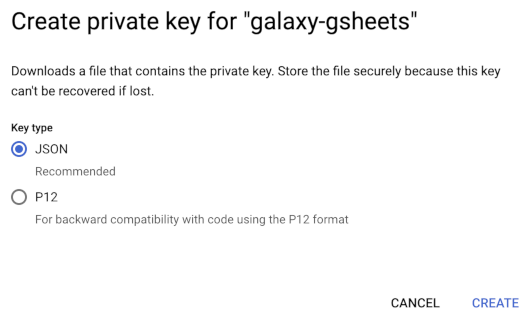 Create private key for "galaxy-gsheets"
Downloads a file that contains the private key. Store the file securely because this key
can't be recovered if lost.
Key type
JSON
Recommended
P12
For backward compatibility with code using the P12 format
CANCEL CREATE